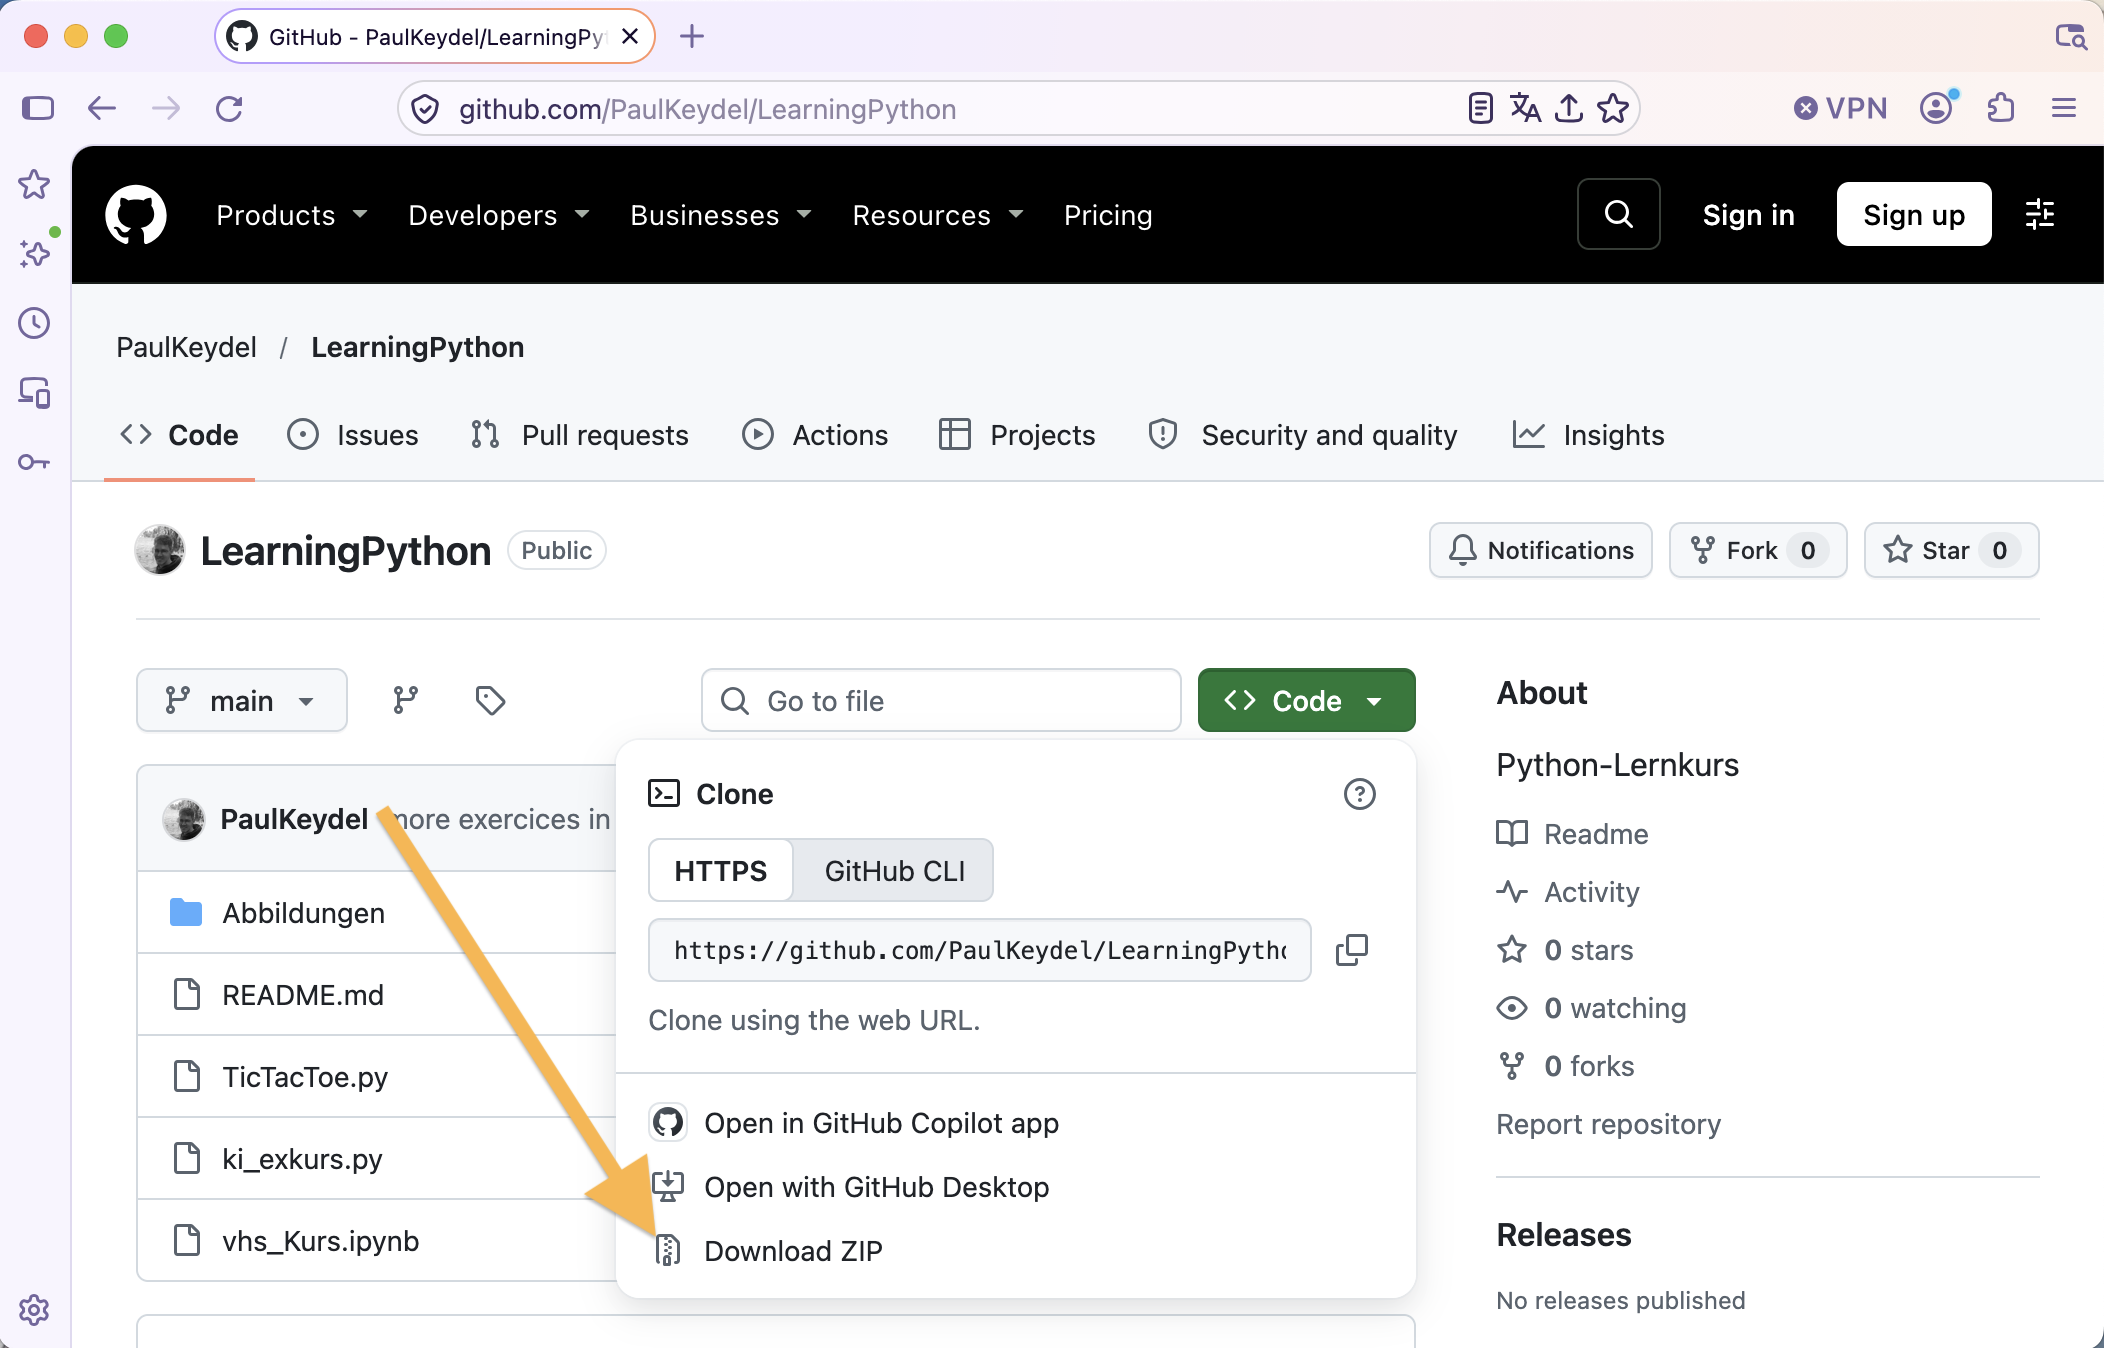 GitHub - PaulKeydel/LearningPy
github.com/PaulKeydel/LearningPython
VPN
Products
Developers
Businesses
Resources
Pricing
Sign in
Sign up
PaulKeydel / LearningPython
Code
Issues
Pull requests
Actions
Projects
Security and quality
Insights
LearningPython
Public
Notifications
Fork 0
Star 0
main
Go to file
Code
About
Python-Lernkurs
Readme
Activity
0 stars
0 watching
0 forks
Report repository
Releases
No releases published
PaulKeydel more exercices in
Abbildungen
README.md
TicTacToe.py
ki_exkurs.py
vhs_Kurs.ipynb
Clone
HTTPS
GitHub CLI
https://github.com/PaulKeydel/LearningPytho
Clone using the web URL.
Open in GitHub Copilot app
Open with GitHub Desktop
Download ZIP